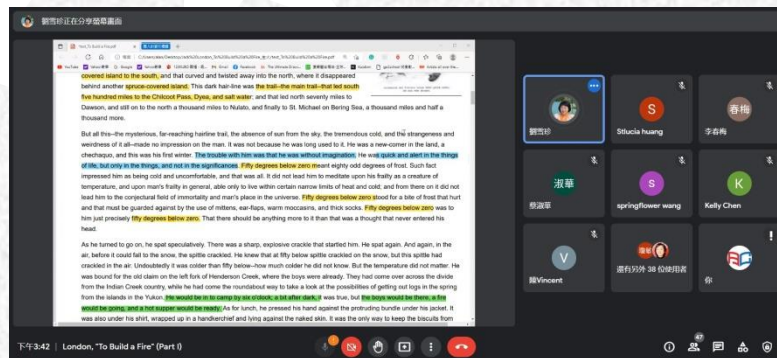 劉雪珍正在分享螢幕畫面
covered island to the south, and that curved and twisted away into the north, where it disappeared
behind another spruce-covered island. This dark hair-line was the trail—the main trail—that led south
five hundred miles to the Chilcoot Pass, Dyea, and salt water; and that led north seventy miles to
Dawson, and still on to the north a thousand miles to Nulato, and finally to St. Michael on Bering Sea, a thousand miles and half a
thousand more.
But all this—the mysterious, far-reaching hairline trail, the absence of sun from the sky, the tremendous cold, and the strangeness and
weirdness of it all—made no impression on the man. It was not because he was long used to it. He was a new-comer in the land, a
chechaquo, and this was his first winter. The trouble with him was that he was without imagination. He was quick and alert in the things
of life, but only in the things, and not in the significances. Fifty degrees below zero meant eighty odd degrees of frost. Such fact
impressed him as being cold and uncomfortable, and that was all. It did not lead him to meditate upon his frailty as a creature of
temperature, and upon man's frailty in general, able only to live within certain narrow limits of heat and cold; and from there on it did not
lead him to the conjectural field of immortality and man's place in the universe. Fifty degrees below zero stood for a bite of frost that hurt
and that must be guarded against by the use of mittens, ear-flaps, warm moccasins, and thick socks. Fifty degrees below zero was to
him just precisely fifty degrees below zero. That there should be anything more to it than that was a thought that never entered his
head.
As he turned to go on, he spat speculatively. There was a sharp, explosive crackle that startled him. He spat again. And again, in the
air, before it could fall to the snow, the spittle crackled. He knew that at fifty below spittle crackled on the snow, but this spittle had
crackled in the air. Undoubtedly it was colder than fifty below—how much colder he did not know. But the temperature did not matter. He
was bound for the old claim on the left fork of Henderson Creek, where the boys were already. They had come over across the divide
from the Indian Creek country, while he had come the roundabout way to take a look at the possibilities of getting out logs in the spring
from the islands in the Yukon. He would be in to camp by six o'clock; a bit after dark, it was true, but the boys would be there, a fire
would be going, and a hot supper would be ready. As for lunch, he pressed his hand against the protruding bundle under his jacket. It
was also under his shirt, wrapped up in a handkerchief and lying against the naked skin. It was the only way to keep the biscuits from
劉雪珍
S
Stlucia huang
春梅
李春梅
淑華
蔡淑華
s
springflower wang
K
Kelly Chen
V
陳Vincent
還有另外 38 位使用者
你
下午3:42 | London, "To Build a Fire" (Part I)
47